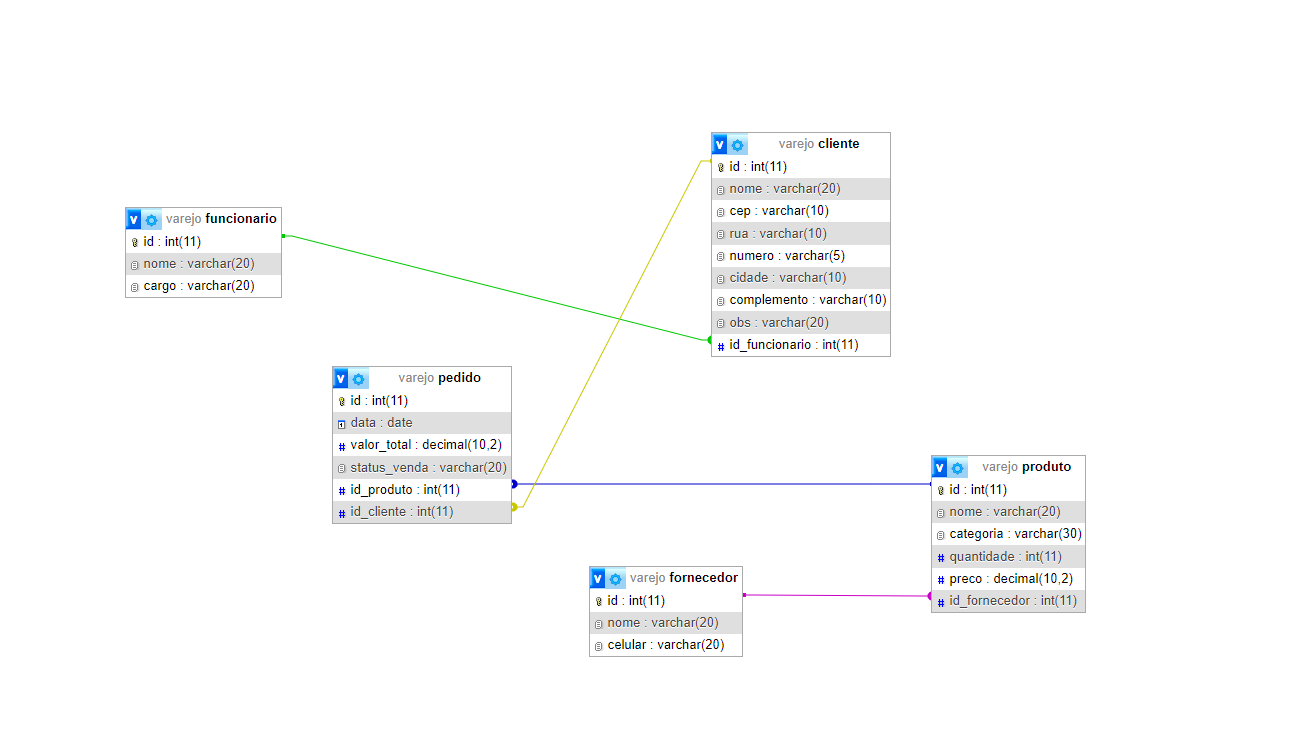 varejo cliente
id : int(11)
nome : varchar(20)
cep : varchar(10)
rua : varchar(10)
numero : varchar(5)
cidade : varchar(10)
complemento : varchar(10)
obs : varchar(20)
id_funcionario : int(11)
varejo funcionario
id : int(11)
nome : varchar(20)
cargo : varchar(20)
varejo pedido
id : int(11)
data : date
valor_total : decimal(10,2)
status_venda : varchar(20)
id_produto : int(11)
id_cliente : int(11)
varejo produto
id : int(11)
nome : varchar(20)
categoria : varchar(30)
quantidade : int(11)
preco : decimal(10,2)
id_fornecedor : int(11)
varejo fornecedor
id : int(11)
nome : varchar(20)
celular : varchar(20)